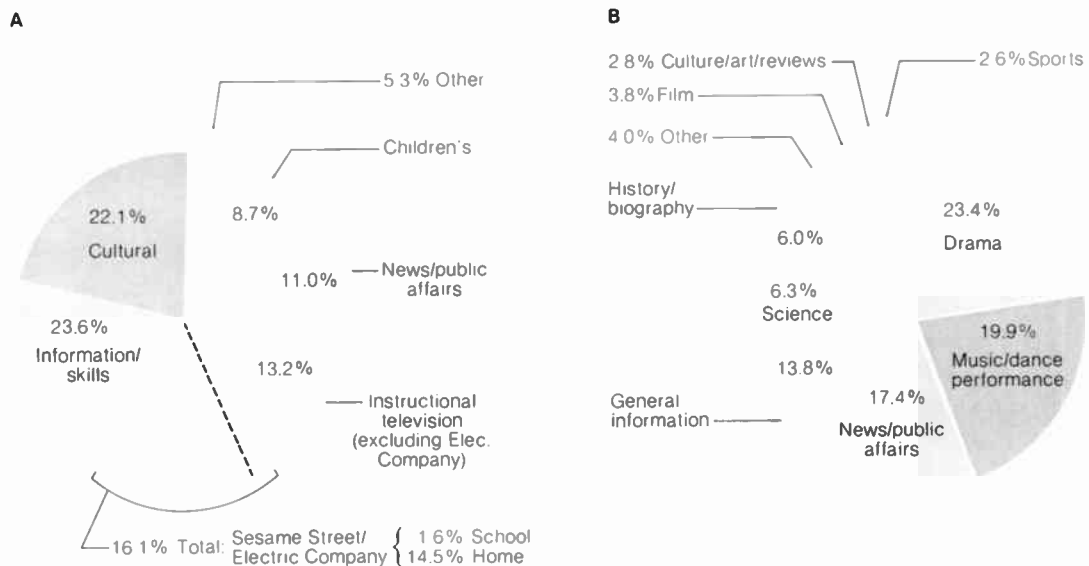 A
5 3% Other
Children's
22.1%
Cultural
8.7%
11.0%
News/public
affairs
23.6%
Information/
skills
13.2%
Instructional
television
(excluding Elec.
Company)
16 1% Total: Sesame Street/
Electric Company
1 6% School
14.5% Home
B
2 8% Culture/art/reviews
2 6% Sports
3.8% Film
4 0% Other
History/
biography
6.0%
23.4%
Drama
6.3%
Science
19.9%
Music/dance
performance
13.8%
General
information
17.4%
News/public
affairs